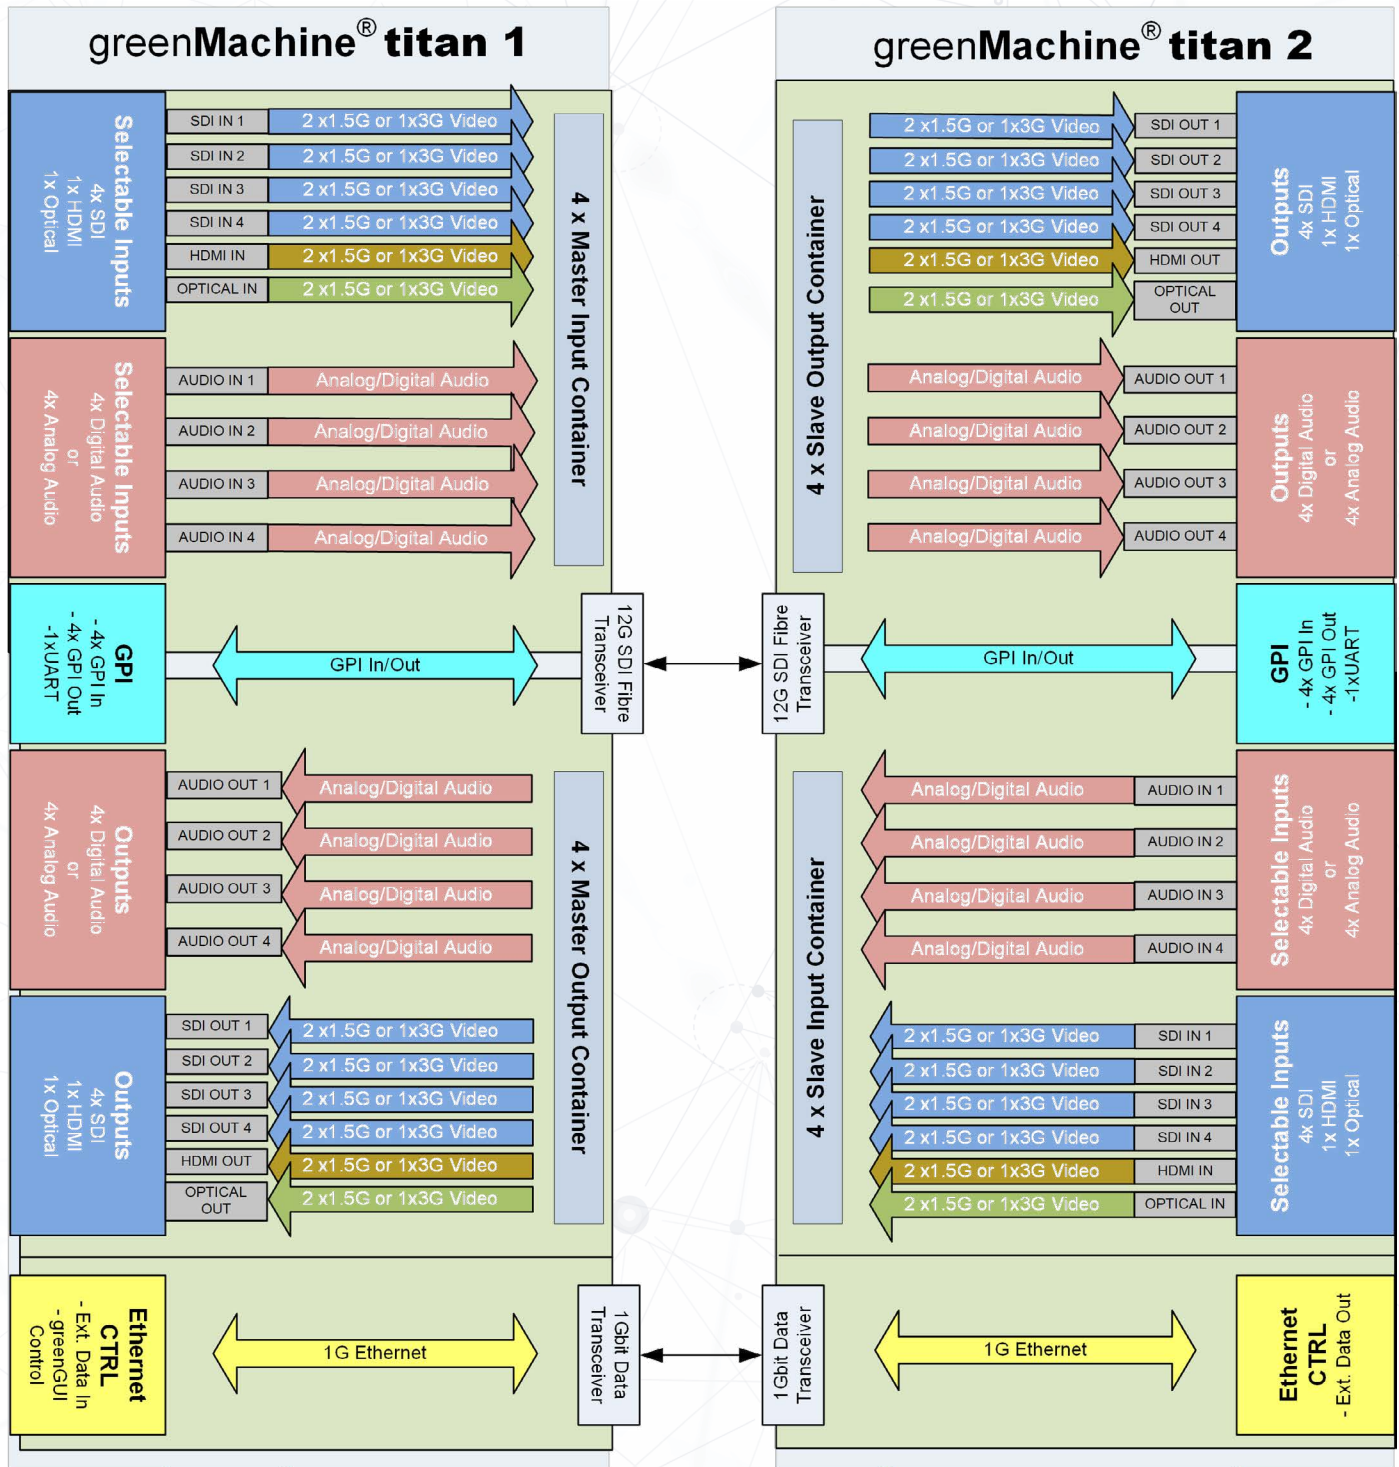 greenMachine® titan 1
Selectable Inputs
4x SDI
1x HDMI
1x Optical
SDI IN 1
2 x1.5G or 1x3G Video
SDI IN 2
2 x1.5G or 1x3G Video
SDI IN 3
2 x1.5G or 1x3G Video
SDI IN 4
2 x1.5G or 1x3G Video
HDMI IN
2 x1.5G or 1x3G Video
OPTICAL IN
2 x1.5G or 1x3G Video
4 x Master Input Container
Selectable Inputs
4x Digital Audio
or
4x Analog Audio
AUDIO IN 1
Analog/Digital Audio
AUDIO IN 2
Analog/Digital Audio
AUDIO IN 3
Analog/Digital Audio
AUDIO IN 4
Analog/Digital Audio
GPI
- 4x GPI In
- 4x GPI Out
-1xUART
GPI In/Out
12G SDI Fibre
Transceiver
Outputs
4x Digital Audio
or
4x Analog Audio
AUDIO OUT 1
Analog/Digital Audio
AUDIO OUT 2
Analog/Digital Audio
AUDIO OUT 3
Analog/Digital Audio
AUDIO OUT 4
Analog/Digital Audio
4 x Master Output Container
Outputs
4x SDI
1x HDMI
1x Optical
SDI OUT 1
2 x1.5G or 1x3G Video
SDI OUT 2
2 x1.5G or 1x3G Video
SDI OUT 3
2 x1.5G or 1x3G Video
SDI OUT 4
2 x1.5G or 1x3G Video
HDMI OUT
2 x1.5G or 1x3G Video
OPTICAL
OUT
2 x1.5G or 1x3G Video
Ethernet
CTRL
- Ext. Data In
- greenGUI
Control
1G Ethernet
1Gbit Data
Transceiver
greenMachine® titan 2
4 x Slave Output Container
2 x1.5G or 1x3G Video
SDI OUT 1
2 x1.5G or 1x3G Video
SDI OUT 2
2 x1.5G or 1x3G Video
SDI OUT 3
2 x1.5G or 1x3G Video
SDI OUT 4
2 x1.5G or 1x3G Video
HDMI OUT
2 x1.5G or 1x3G Video
OPTICAL
OUT
Outputs
4x SDI
1x HDMI
1x Optical
Analog/Digital Audio
AUDIO OUT 1
Analog/Digital Audio
AUDIO OUT 2
Analog/Digital Audio
AUDIO OUT 3
Analog/Digital Audio
AUDIO OUT 4
Outputs
4x Digital Audio
or
4x Analog Audio
12G SDI Fibre
Transceiver
GPI In/Out
GPI
- 4x GPI In
- 4x GPI Out
-1xUART
4 x Slave Input Container
Analog/Digital Audio
AUDIO IN 1
Analog/Digital Audio
AUDIO IN 2
Analog/Digital Audio
AUDIO IN 3
Analog/Digital Audio
AUDIO IN 4
Selectable Inputs
4x Digital Audio
or
4x Analog Audio
2 x1.5G or 1x3G Video
SDI IN 1
2 x1.5G or 1x3G Video
SDI IN 2
2 x1.5G or 1x3G Video
SDI IN 3
2 x1.5G or 1x3G Video
SDI IN 4
2 x1.5G or 1x3G Video
HDMI IN
2 x1.5G or 1x3G Video
OPTICAL IN
Selectable Inputs
4x SDI
1x HDMI
1x Optical
1Gbit Data
Transceiver
1G Ethernet
Ethernet
CTRL
- Ext. Data Out